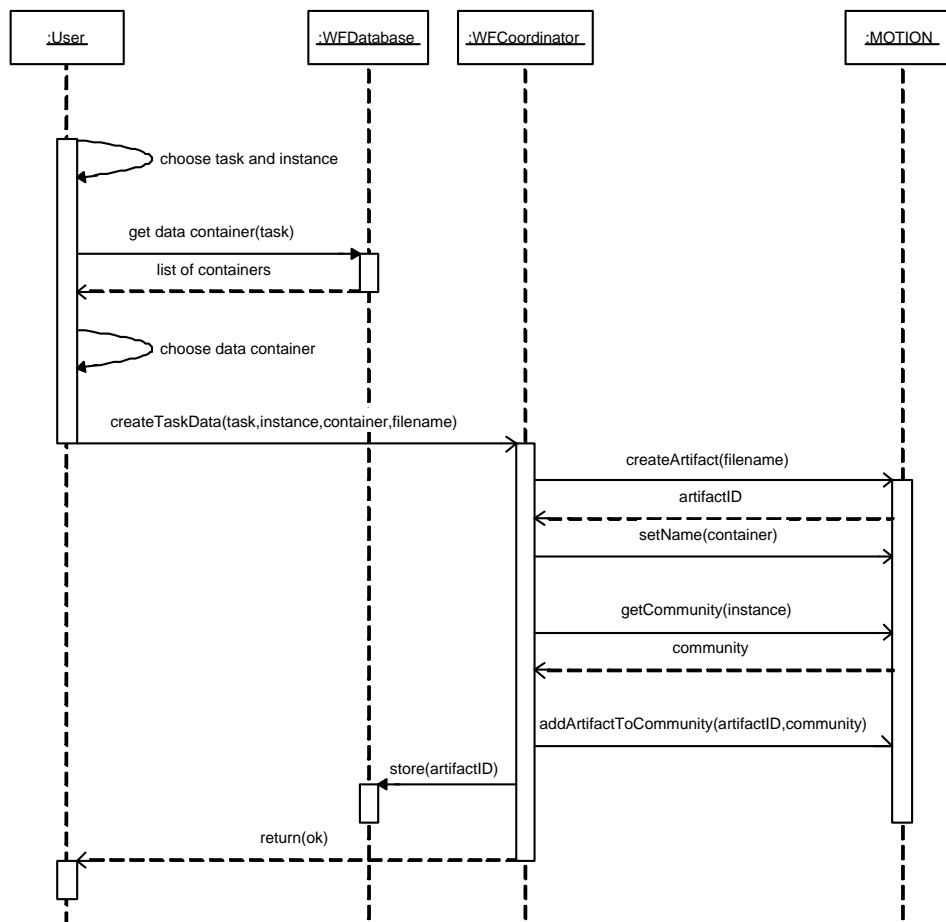 :User
:WFDatabase
:WFCoordinator
:MOTION
choose task and instance
get data container(task)
list of containers
choose data container
createTaskData(task,instance,container,filename)
createArtifact(filename)
artifactID
setName(container)
getCommunity(instance)
community
addArtifactToCommunity(artifactID,community)
store(artifactID)
return(ok)